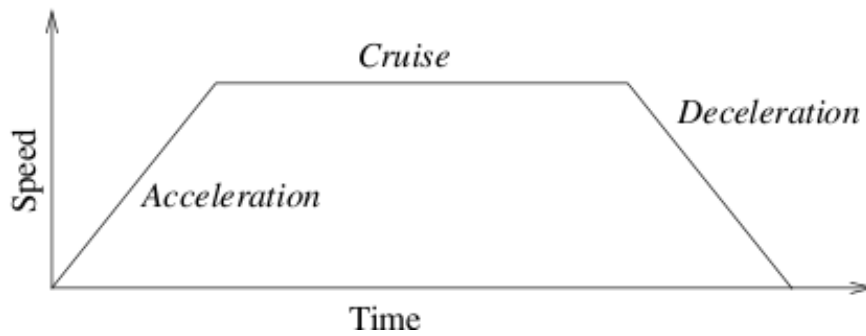 Cruise
Deceleration
Speed
Acceleration
Time